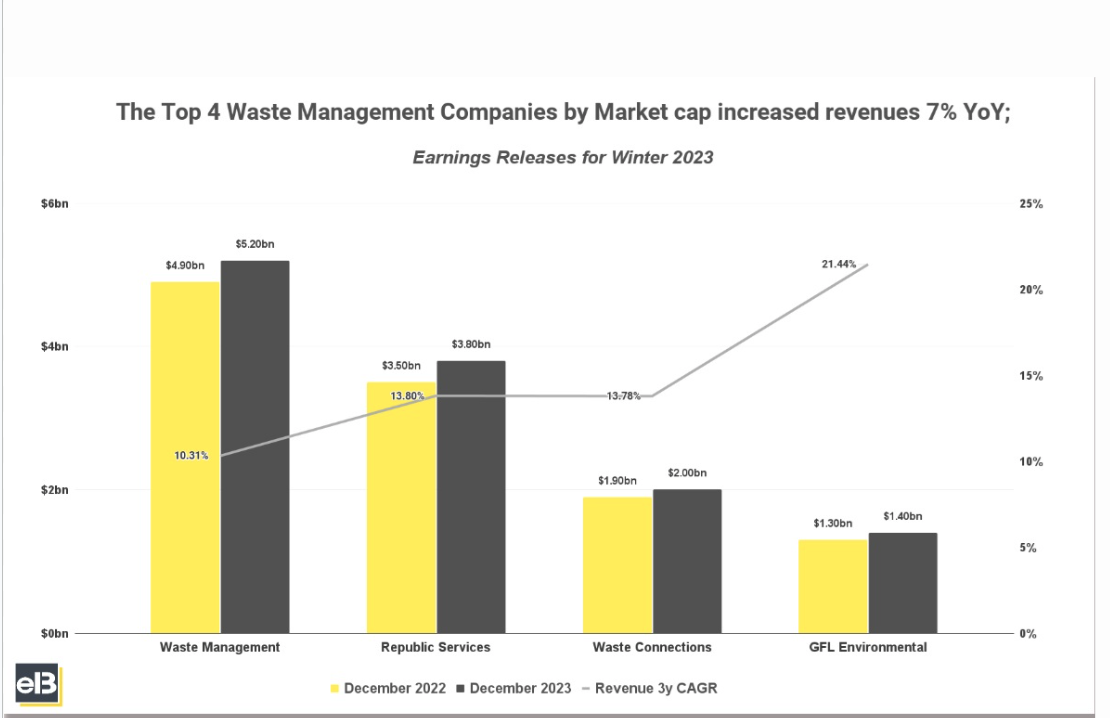 The Top 4 Waste Management Companies by Market cap increased revenues 7% YoY;
Earnings Releases for Winter 2023
$6bn
25%
$5.20bn
$4.90bn
21.44%
20%
$4bn
$3.80bn
$3.50bn
15%
13.80%
13.78%
10.31%
10%
$2bn
$2.00bn
$1.90bn
$1.40bn
$1.30bn
5%
$0bn
0%
Waste Management
Republic Services
Waste Connections
GFL Environmental
eIB
December 2022
December 2023
Revenue 3y CAGR